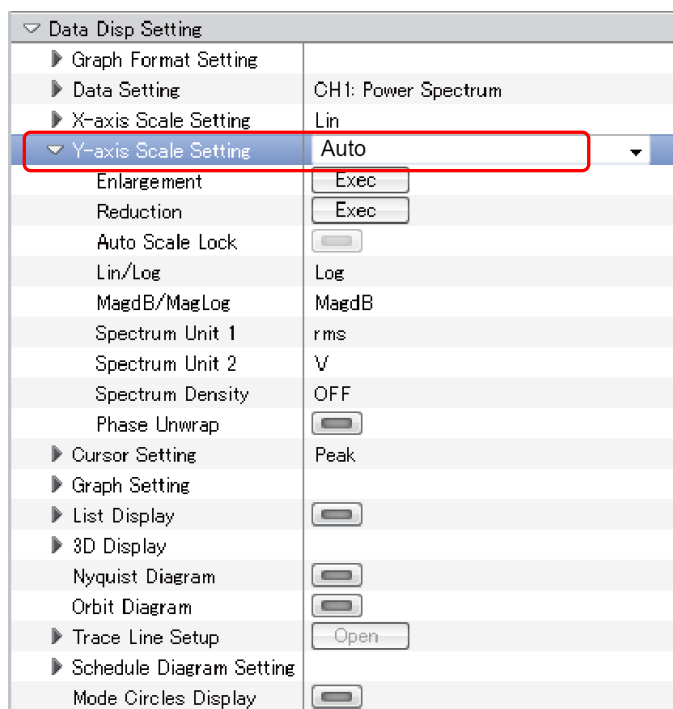 Data Disp Setting
Graph Format Setting
Data Setting CH1: Power Spectrum
X-axis Scale Setting Lin
Y-axis Scale Setting Auto
Enlargement Exec
Reduction Exec
Auto Scale Lock
Lin/Log Log
MagdB/MagLog MagdB
Spectrum Unit 1 rms
Spectrum Unit 2 V
Spectrum Density OFF
Phase Unwrap
Cursor Setting Peak
Graph Setting
List Display
3D Display
Nyquist Diagram
Orbit Diagram
Trace Line Setup Open
Schedule Diagram Setting
Mode Circles Display